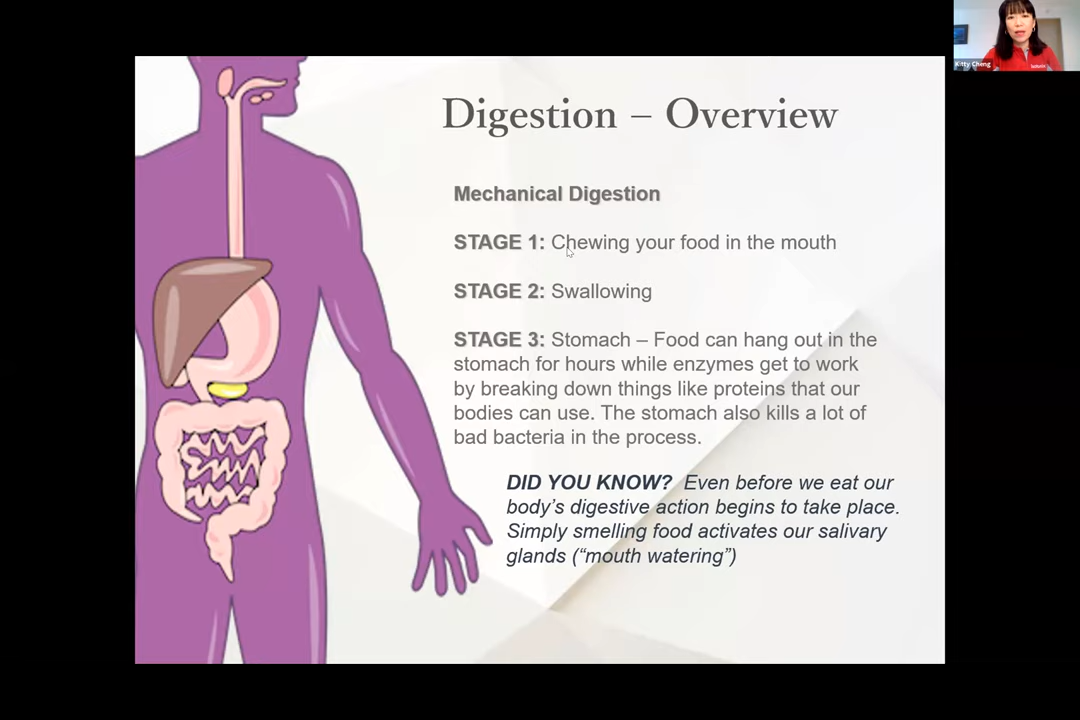 Kitty Cheng
Digestion – Overview
Mechanical Digestion
STAGE 1: Chewing your food in the mouth
STAGE 2: Swallowing
STAGE 3: Stomach – Food can hang out in the
stomach for hours while enzymes get to work
by breaking down things like proteins that our
bodies can use. The stomach also kills a lot of
bad bacteria in the process.
DID YOU KNOW? Even before we eat our
body’s digestive action begins to take place.
Simply smelling food activates our salivary
glands (“mouth watering”)